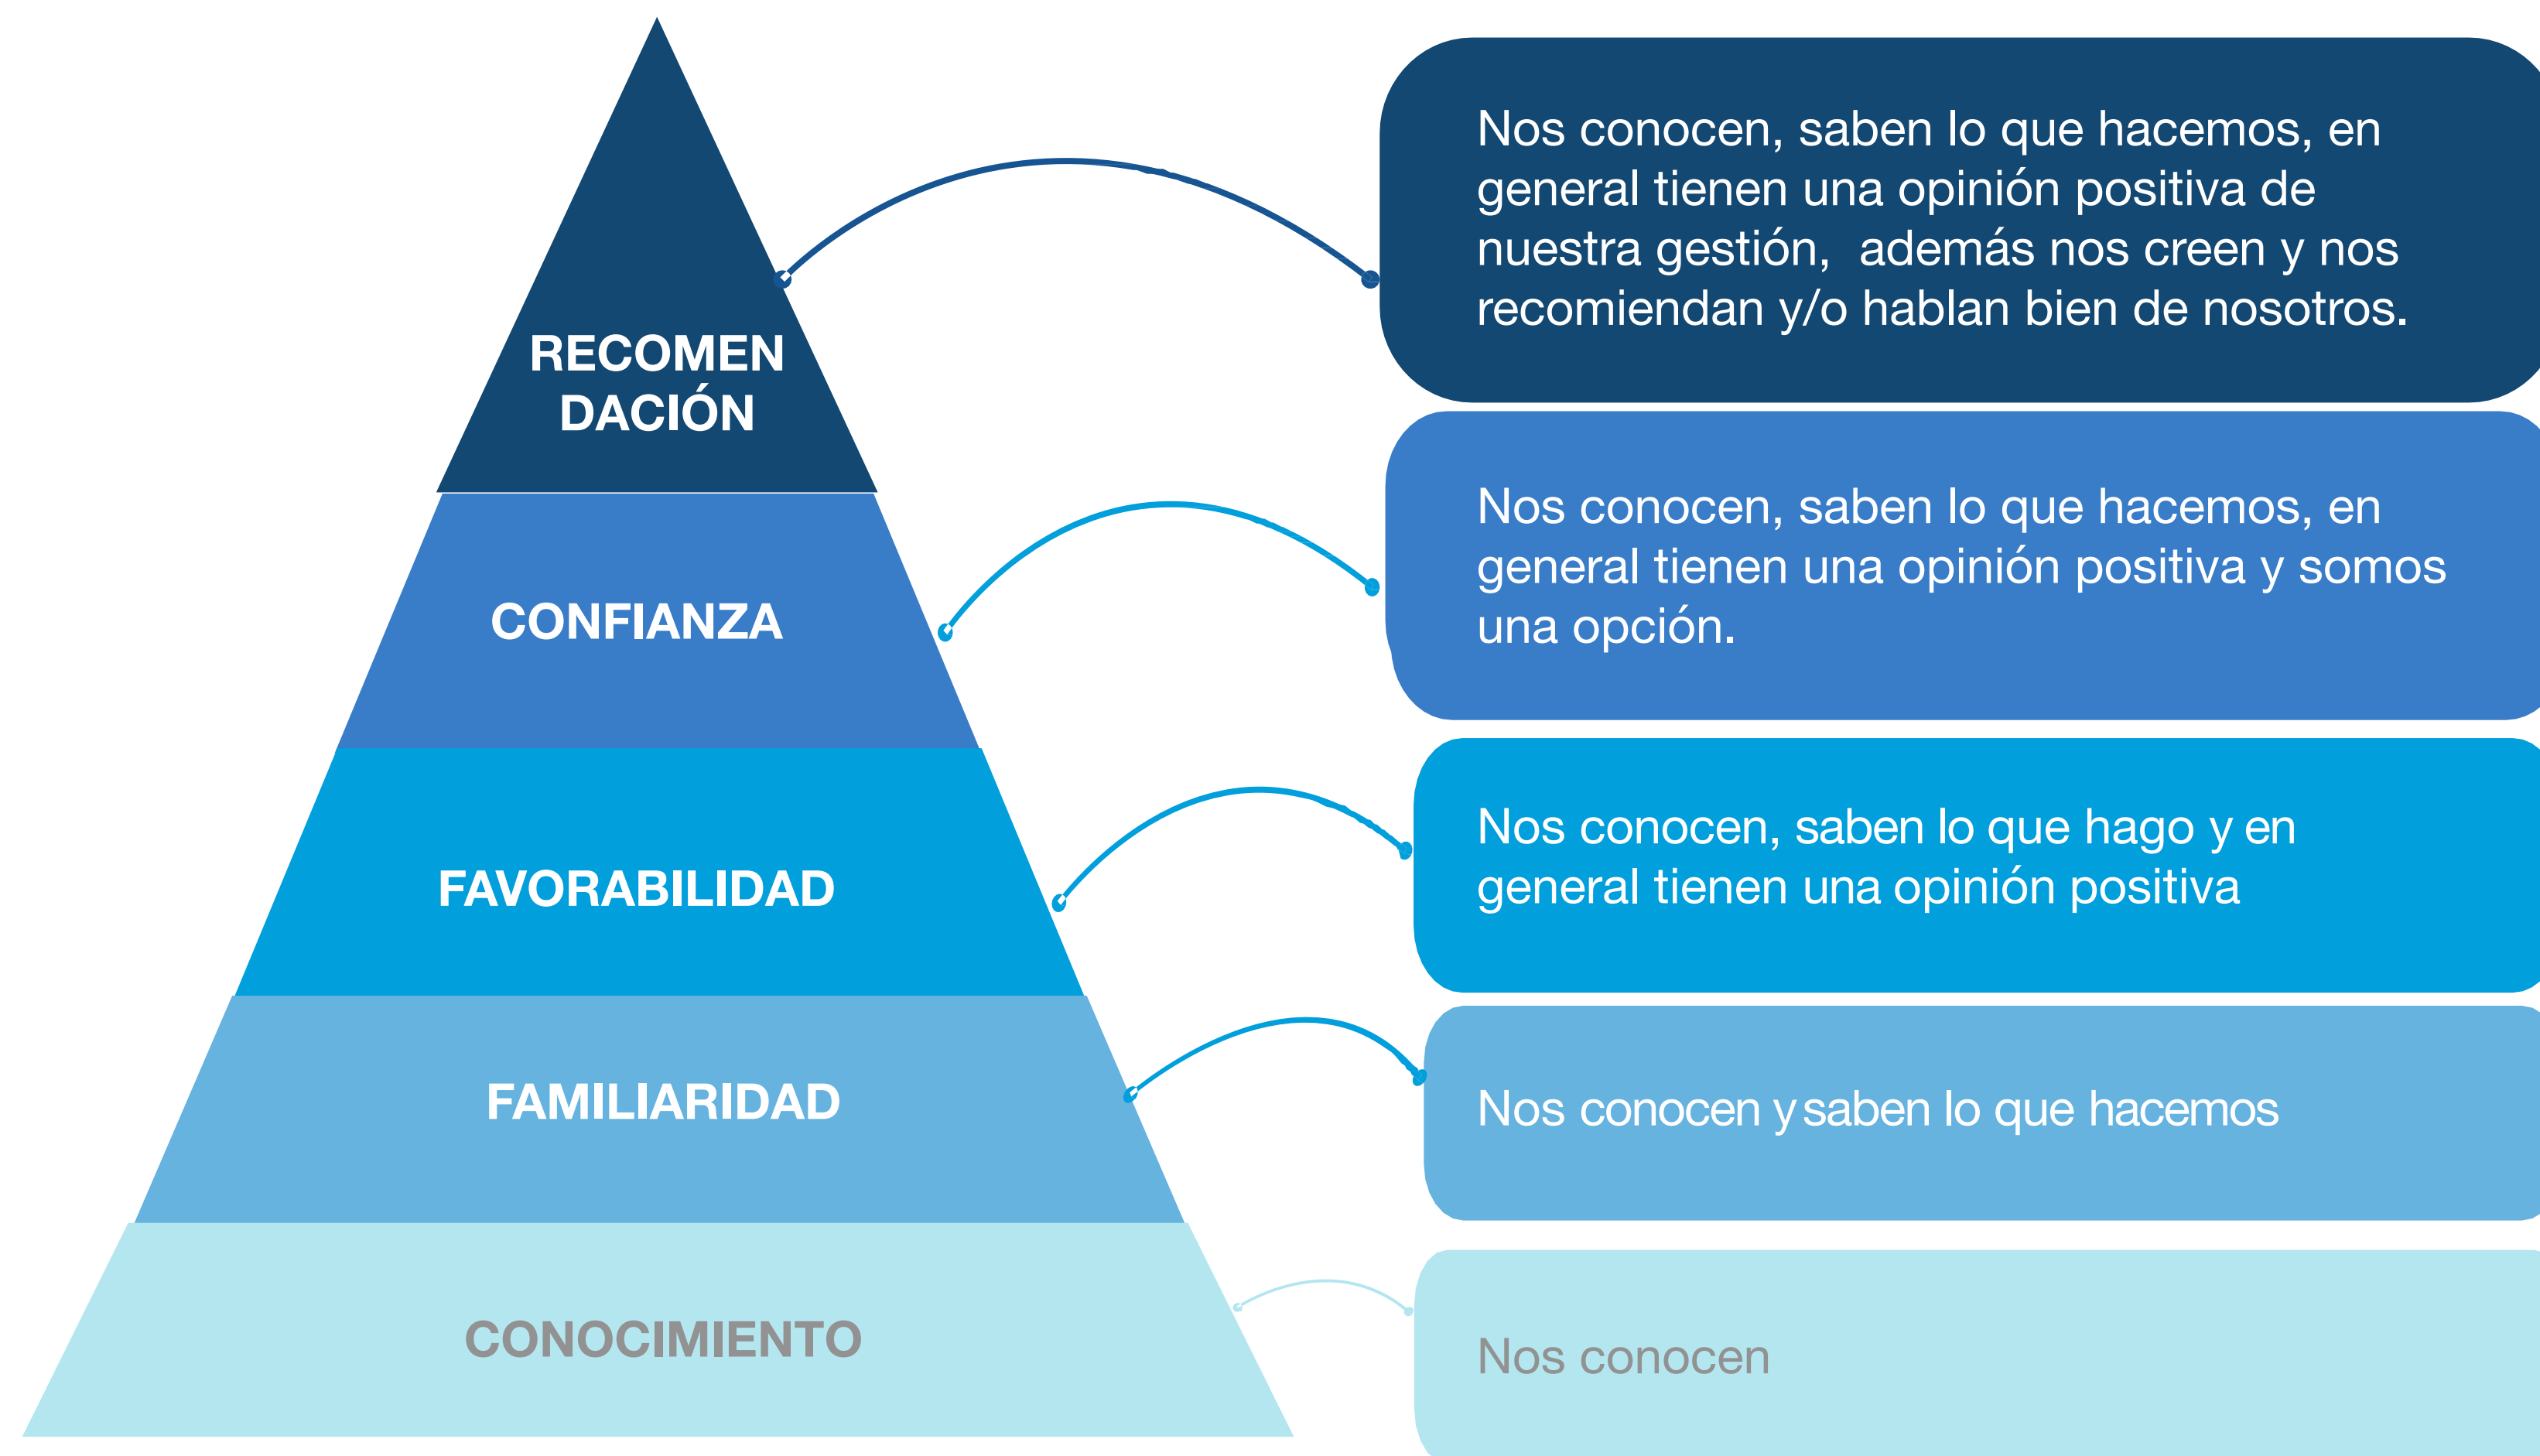 RECOMEN
DACIÓN
Nos conocen, saben lo que hacemos, en
general tienen una opinión positiva de
nuestra gestión, además nos creen y nos
recomiendan y/o hablan bien de nosotros.
CONFIANZA
Nos conocen, saben lo que hacemos, en
general tienen una opinión positiva y somos
una opción.
FAVORABILIDAD
Nos conocen, saben lo que hago y en
general tienen una opinión positiva
FAMILIARIDAD
Nos conocen y saben lo que hacemos
CONOCIMIENTO
Nos conocen